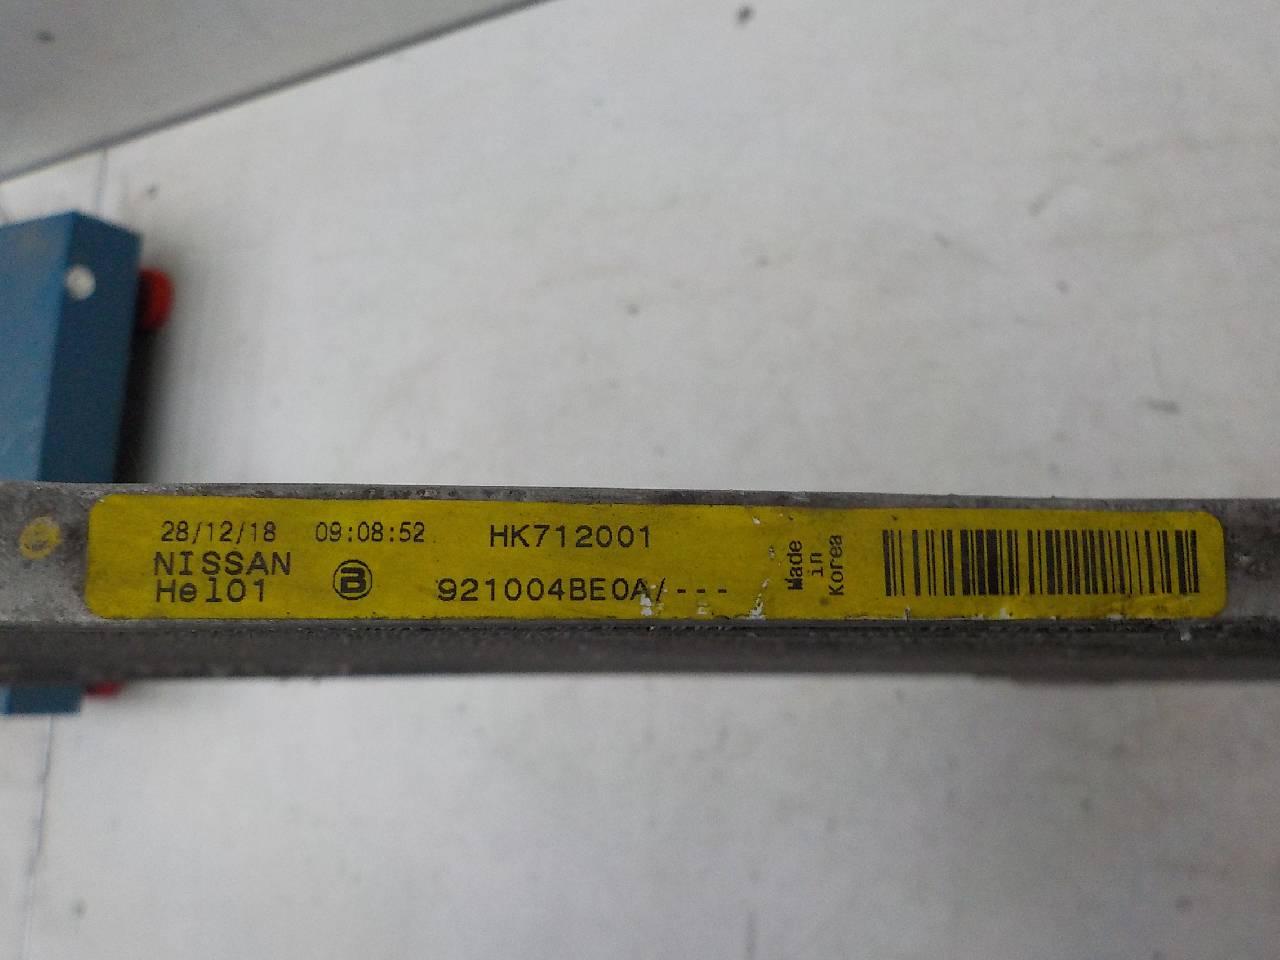 28/12/18 09:08:52 HK712001
NISSAN
He101 B 921004BE0A/---
Made
in
Korea